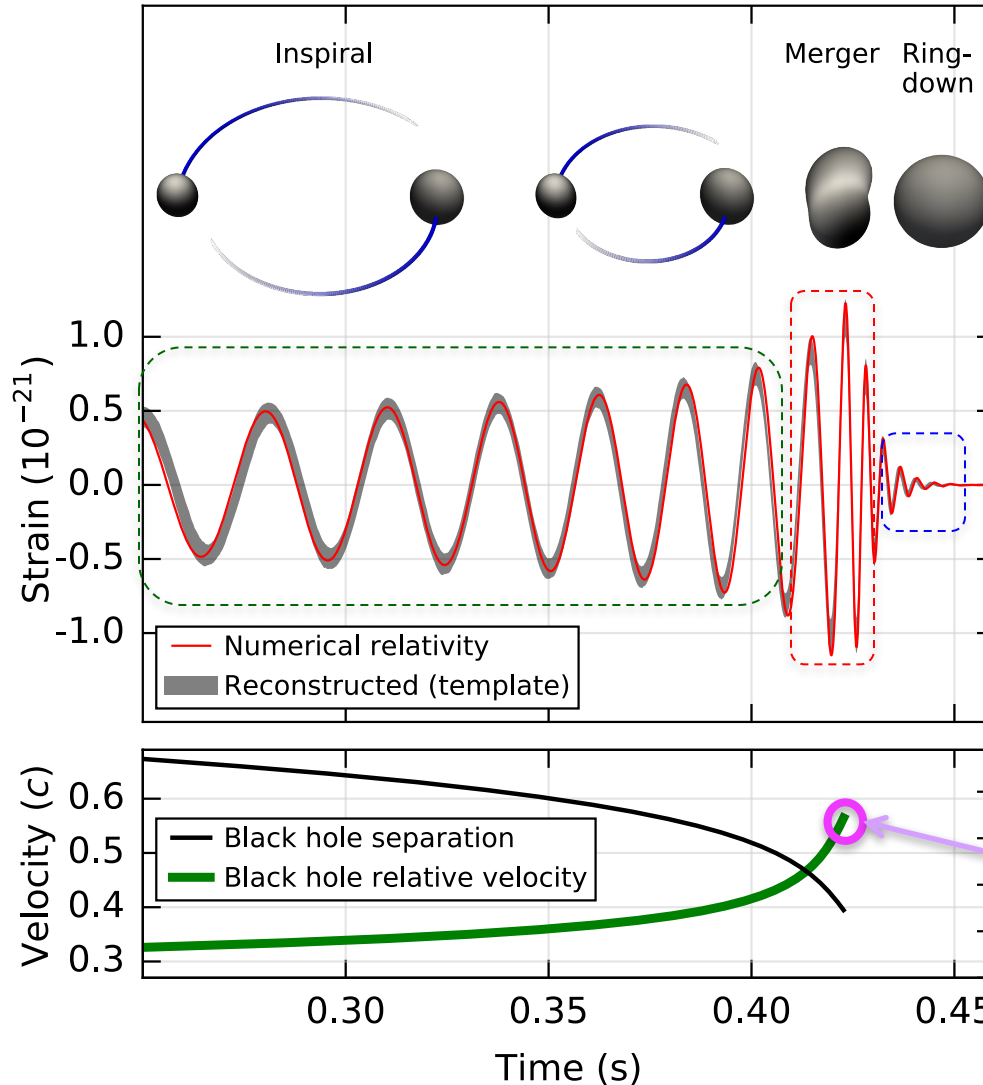 Inspiral
Merger
Ring-
down
Strain (10⁻²¹)
1.0
0.5
0.0
-0.5
-1.0
Numerical relativity
Reconstructed (template)
Velocity (c)
0.6
0.5
0.4
0.3
Black hole separation
Black hole relative velocity
0.30
0.35
0.40
0.45
Time (s)